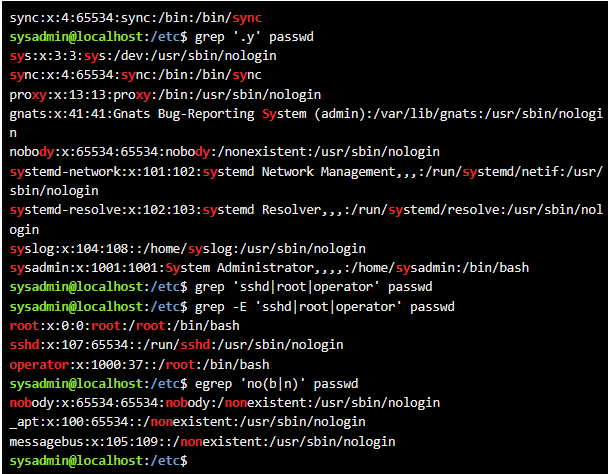 sync:x:4:65534:sync:/bin:/bin/sync
sysadmin@localhost:/etc$ grep '.y' passwd
sys:x:3:3:sys:/dev:/usr/sbin/nologin
sync:x:4:65534:sync:/bin:/bin/sync
proxy:x:13:13:proxy:/bin:/usr/sbin/nologin
gnats:x:41:41:Gnats Bug-Reporting System (admin):/var/lib/gnats:/usr/sbin/nologi
n
nobody:x:65534:65534:nobody:/nonexistent:/usr/sbin/nologin
systemd-network:x:101:102:systemd Network Management,,,:/run/systemd/netif:/usr/
sbin/nologin
systemd-resolve:x:102:103:systemd Resolver,,,:/run/systemd/resolve:/usr/sbin/nol
ogin
syslog:x:104:108::/home/syslog:/usr/sbin/nologin
sysadmin:x:1001:1001:System Administrator,,,,:/home/sysadmin:/bin/bash
sysadmin@localhost:/etc$ grep 'sshd|root|operator' passwd
sysadmin@localhost:/etc$ grep -E 'sshd|root|operator' passwd
root:x:0:0:root:/root:/bin/bash
sshd:x:107:65534::/run/sshd:/usr/sbin/nologin
operator:x:1000:37::/root:/bin/bash
sysadmin@localhost:/etc$ egrep 'no(b|n)' passwd
nobody:x:65534:65534:nobody:/nonexistent:/usr/sbin/nologin
_apt:x:100:65534::/nonexistent:/usr/sbin/nologin
messagebus:x:105:109::/nonexistent:/usr/sbin/nologin
sysadmin@localhost:/etc$